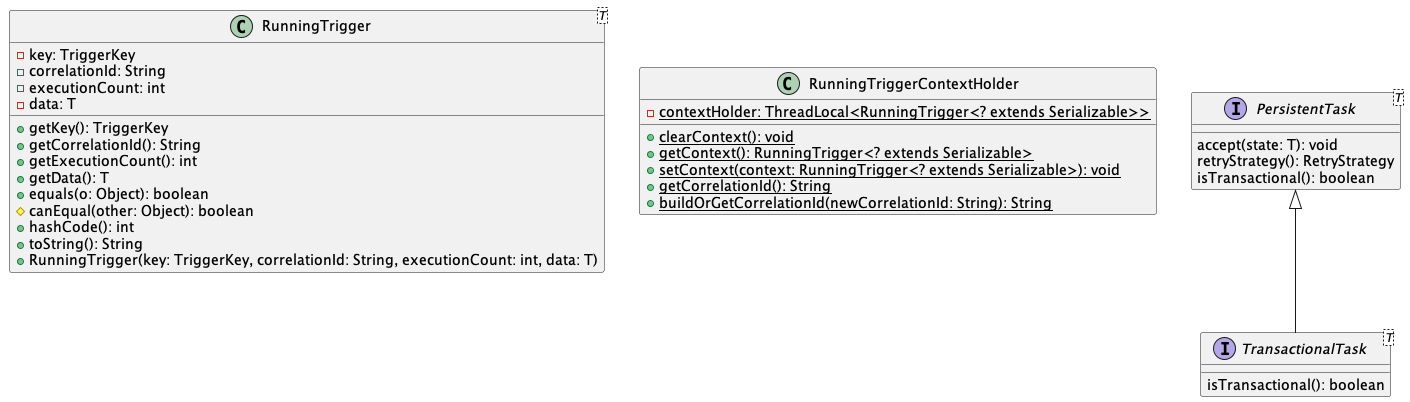 C RunningTrigger
T
key: TriggerKey
correlationId: String
executionCount: int
data: T
getKey(): TriggerKey
getCorrelationId(): String
getExecutionCount(): int
getData(): T
equals(o: Object): boolean
canEqual(other: Object): boolean
hashCode(): int
toString(): String
RunningTrigger(key: TriggerKey, correlationId: String, executionCount: int, data: T)
C RunningTriggerContextHolder
contextHolder: ThreadLocal<RunningTrigger<? extends Serializable>>
clearContext(): void
getContext(): RunningTrigger<? extends Serializable>
setContext(context: RunningTrigger<? extends Serializable>): void
getCorrelationId(): String
buildOrGetCorrelationId(newCorrelationId: String): String
I PersistentTask
T
accept(state: T): void
retryStrategy(): RetryStrategy
isTransactional(): boolean
I TransactionalTask
T
isTransactional(): boolean